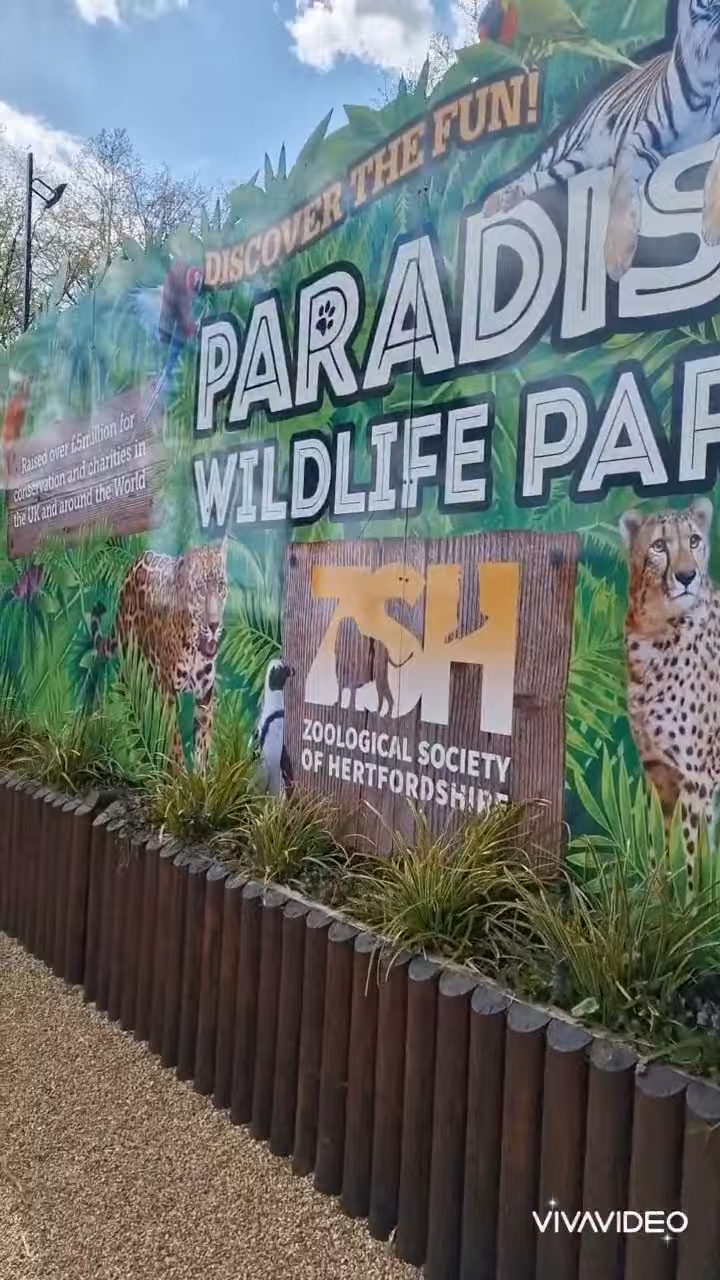 DISCOVER THE FUN!
PARADIS
WILDLIFE PAR
Raised over £5million for
conservation and charities in
the UK and around the World
ZSH
ZOOLOGICAL SOCIETY
OF HERTFORDSHIRE
VIVAVIDEO